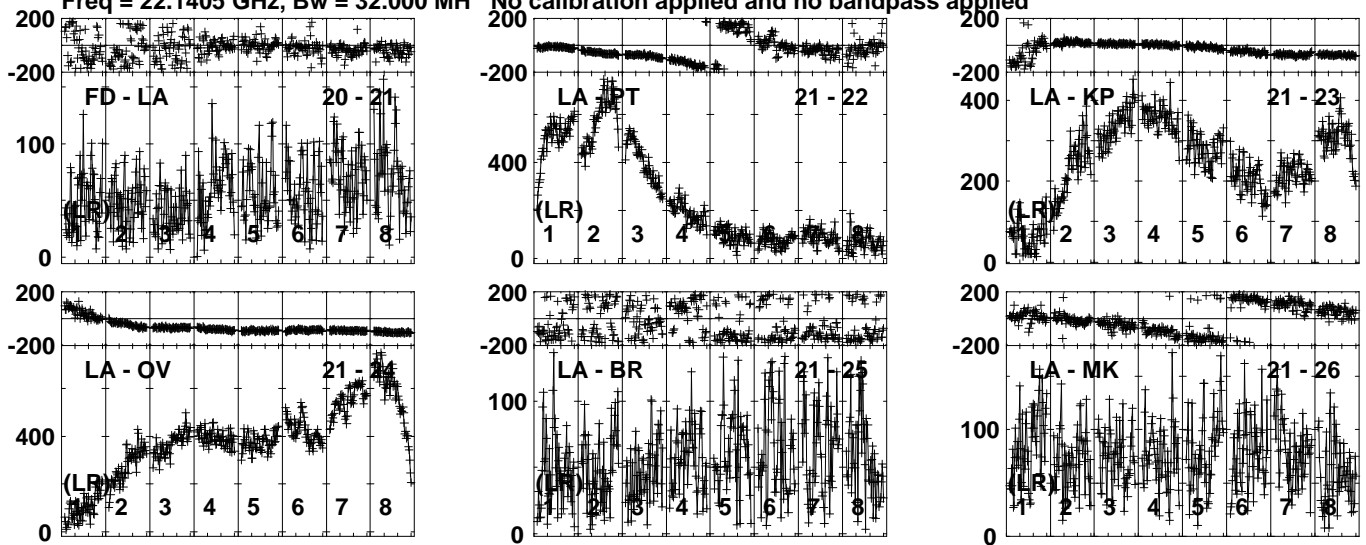 Freq = 22.1405 GHz, Bw = 32.000 MH No calibration applied and no bandpass applied
200
-200
FD - LA 20 - 21
100
(LR)
1 2 3 4 5 6 7 8
0
200
-200
LA - PT 21 - 22
400
(LR)
1 2 3 4 5 6 7 8
0
200
-200
LA - KP 21 - 23
400
200
(LR)
1 2 3 4 5 6 7 8
0
200
-200
LA - OV 21 - 24
400
(LR)
1 2 3 4 5 6 7 8
0
200
-200
LA - BR 21 - 25
100
(LR)
1 2 3 4 5 6 7 8
0
200
-200
LA - MK 21 - 26
100
(LR)
1 2 3 4 5 6 7 8
0